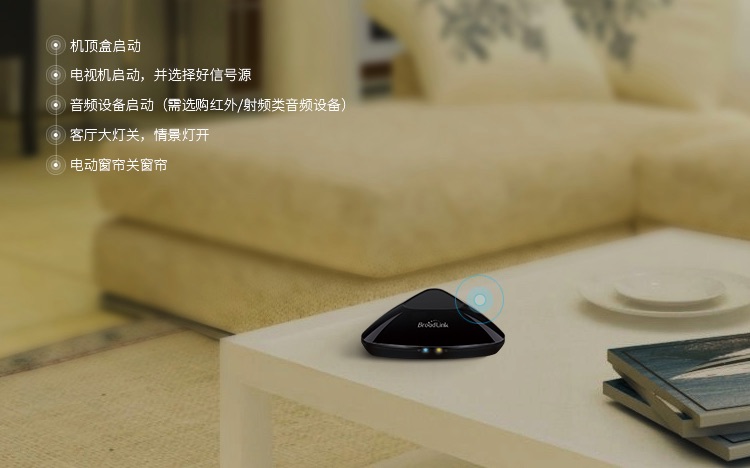 机顶盒启动
电视机启动，并选择好信号源
音频设备启动（需选购红外/射频类音频设备）
客厅大灯关，情景灯开
电动窗帘关窗帘
BroadLink